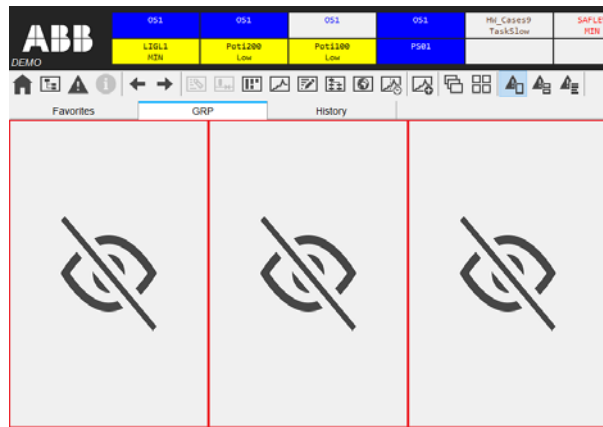 ABB
DEMO
OS1 OS1 OS1 OS1 HW_Cases9 TaskSlow
LIGL1 MIN Poti200 Low Poti100 Low PS01 MIN
Favorites GRP History